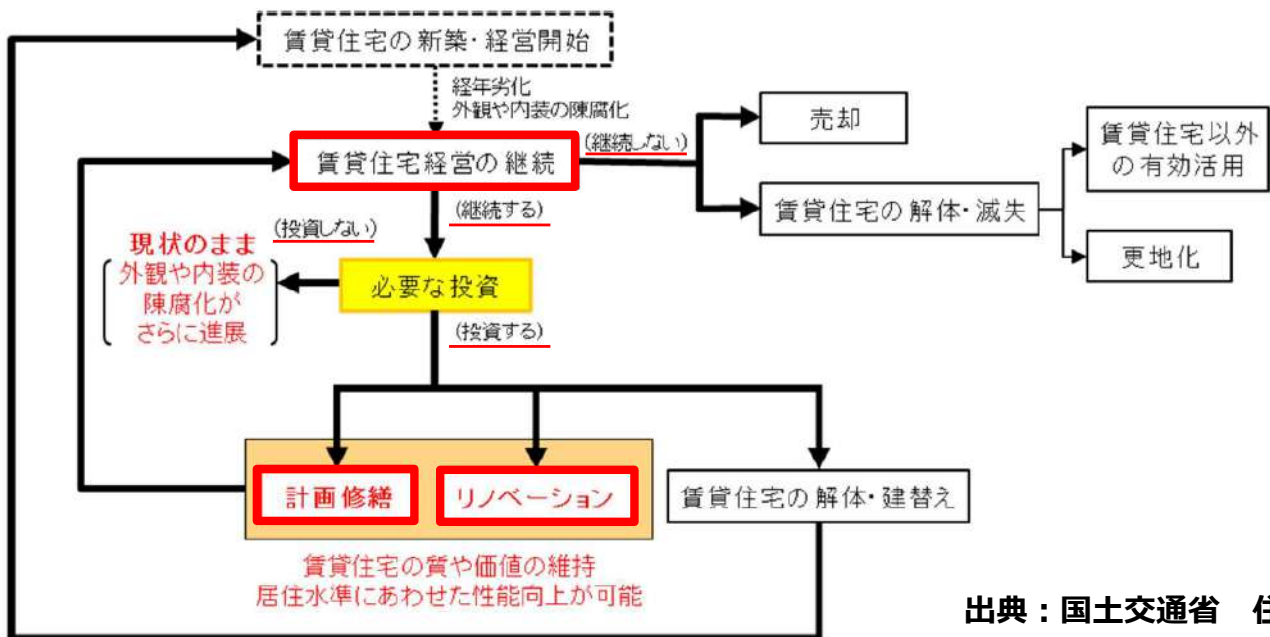 賃貸住宅の新築・経営開始
経年劣化
外観や内装の陳腐化
賃貸住宅経営の継続
(継続しない)
売却
賃貸住宅の解体・滅失
賃貸住宅以外
の有効活用
更地化
(継続する)
(投資しない)
現状のまま
外観や内装の
陳腐化が
さらに進展
必要な投資
(投資する)
計画修繕
リノベーション
賃貸住宅の解体・建替え
賃貸住宅の質や価値の維持
居住水準にあわせた性能向上が可能
出典：国土交通省　住